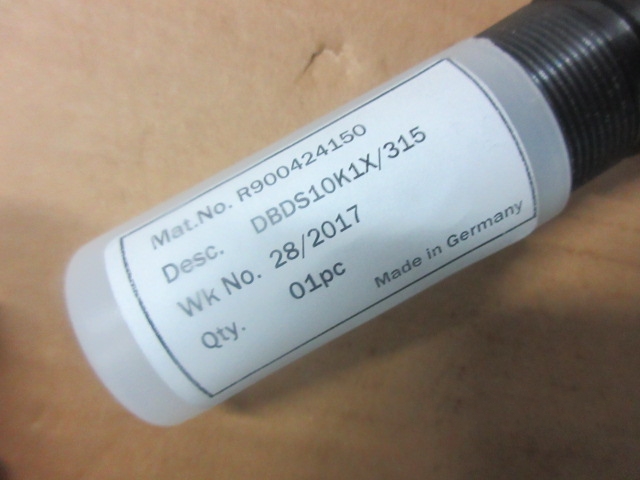 Mat.No. R900424150
Desc. DBDS10K1X/315
Wk No. 28/2017
Qty. 01pc
Made in Germany